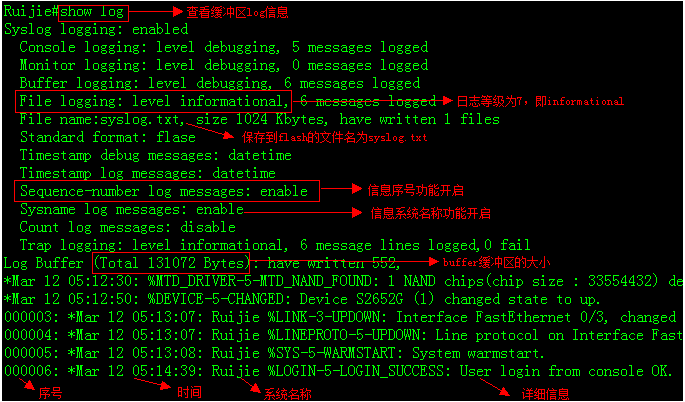 Ruijie#show log 查看缓冲区log信息
Syslog logging: enabled
Console logging: level debugging, 5 messages logged
Monitor logging: level debugging, 0 messages logged
Buffer logging: level debugging, 6 messages logged
File logging: level informational, 6 messages logged 日志等级为7，即informational
File name:syslog.txt, size 1024 Kbytes, have written 1 files
Standard format: flase 保存到flash的文件名为syslog.txt
Timestamp debug messages: datetime
Timestamp log messages: datetime
Sequence-number log messages: enable 信息序号功能开启
Sysname log messages: enable 信息系统名称功能开启
Count log messages: disable
Trap logging: level informational, 6 message lines logged,0 fail
Log Buffer (Total 131072 Bytes): have written 552, buffer缓冲区的大小
*Mar 12 05:12:30: %MTD_DRIVER-5-MTD_NAND_FOUND: 1 NAND chips(chip size : 33554432) de
*Mar 12 05:12:50: %DEVICE-5-CHANGED: Device S2652G (1) changed state to up.
000003: *Mar 12 05:13:07: Ruijie %LINK-3-UPDOWN: Interface FastEthernet 0/3, changed
000004: *Mar 12 05:13:07: Ruijie %LINEPROTO-5-UPDOWN: Line protocol on Interface Fast
000005: *Mar 12 05:13:07: Ruijie %SYS-5-WARMSTART: System warmstart.
000006: *Mar 12 05:14:39: Ruijie %LOGIN-5-LOGIN_SUCCESS: User login from console OK.
序号 时间 系统名称 详细信息